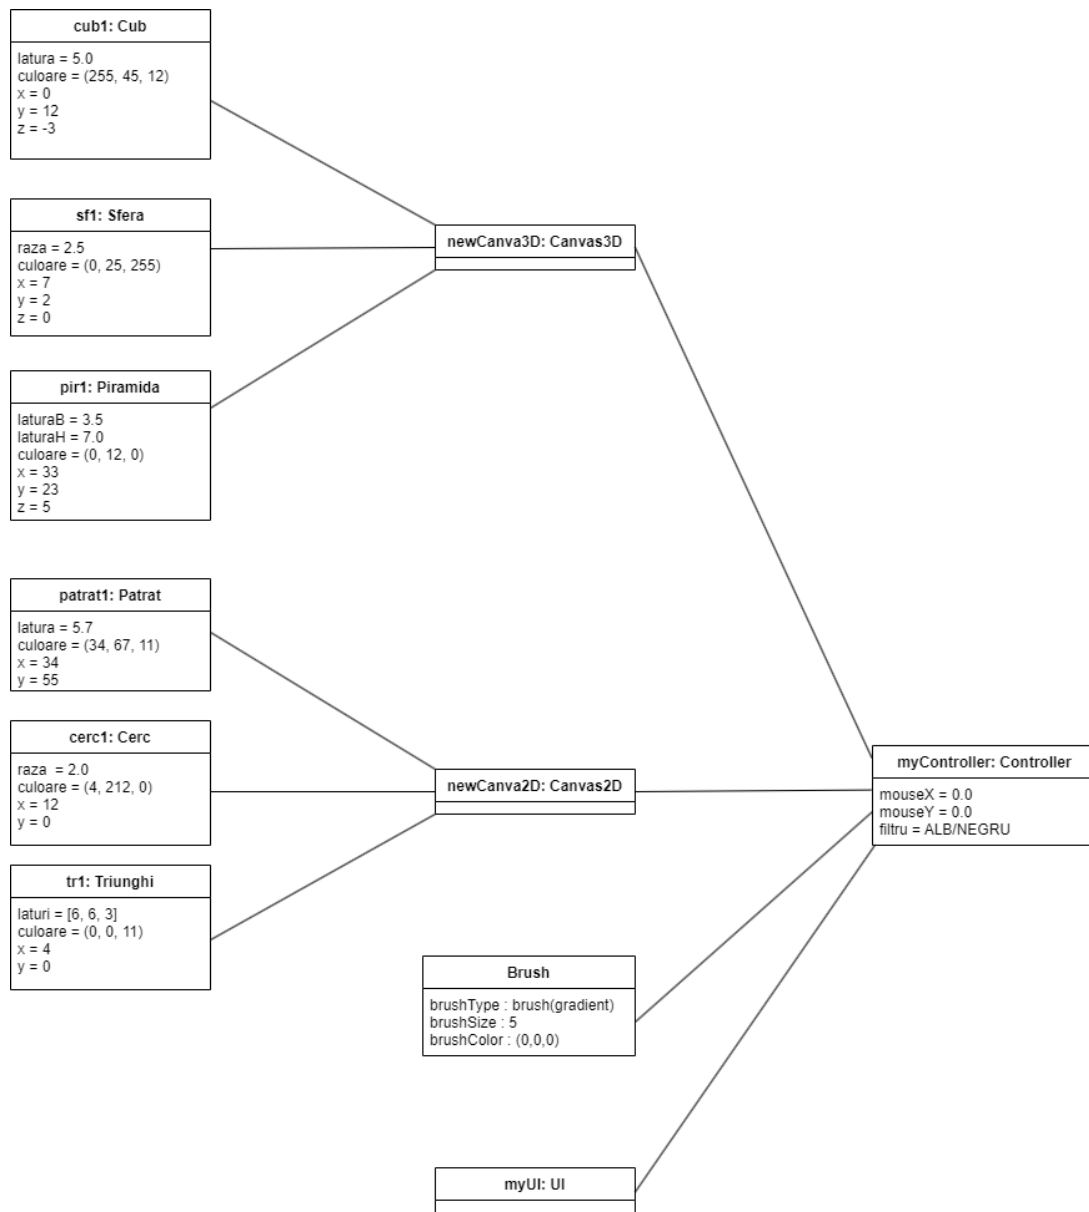 cub1: Cub
latura = 5.0
culoare = (255, 45, 12)
x = 0
y = 12
z = -3
sf1: Sfera
raza = 2.5
culoare = (0, 25, 255)
x = 7
y = 2
z = 0
newCanva3D: Canvas3D
pir1: Piramida
laturaB = 3.5
laturaH = 7.0
culoare = (0, 12, 0)
x = 33
y = 23
z = 5
patrat1: Patrat
latura = 5.7
culoare = (34, 67, 11)
x = 34
y = 55
cerc1: Cerc
raza  = 2.0
culoare = (4, 212, 0)
x = 12
y = 0
newCanva2D: Canvas2D
myController: Controller
mouseX = 0.0
mouseY = 0.0
filtru = ALB/NEGRU
tr1: Triunghi
laturi = [6, 6, 3]
culoare = (0, 0, 11)
x = 4
y = 0
Brush
brushType : brush(gradient)
brushSize : 5
brushColor : (0,0,0)
myUI: UI